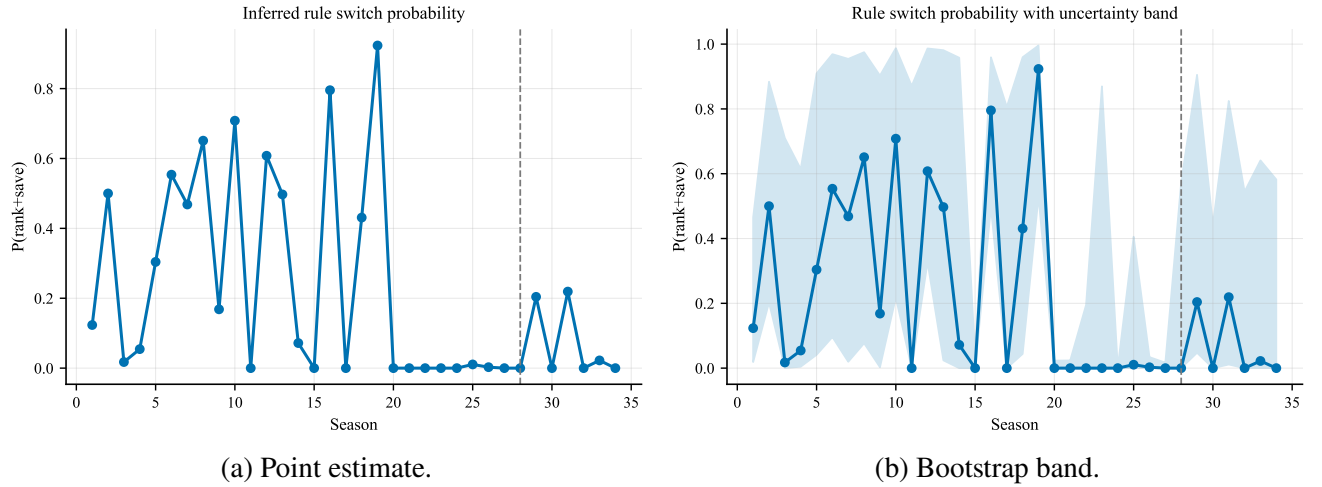 Inferred rule switch probability
P(rank+save)
0.8
0.6
0.4
0.2
0.0
0 5 10 15 20 25 30 35
Season
(a) Point estimate.
Rule switch probability with uncertainty band
P(rank+save)
1.0
0.8
0.6
0.4
0.2
0.0
0 5 10 15 20 25 30 35
Season
(b) Bootstrap band.